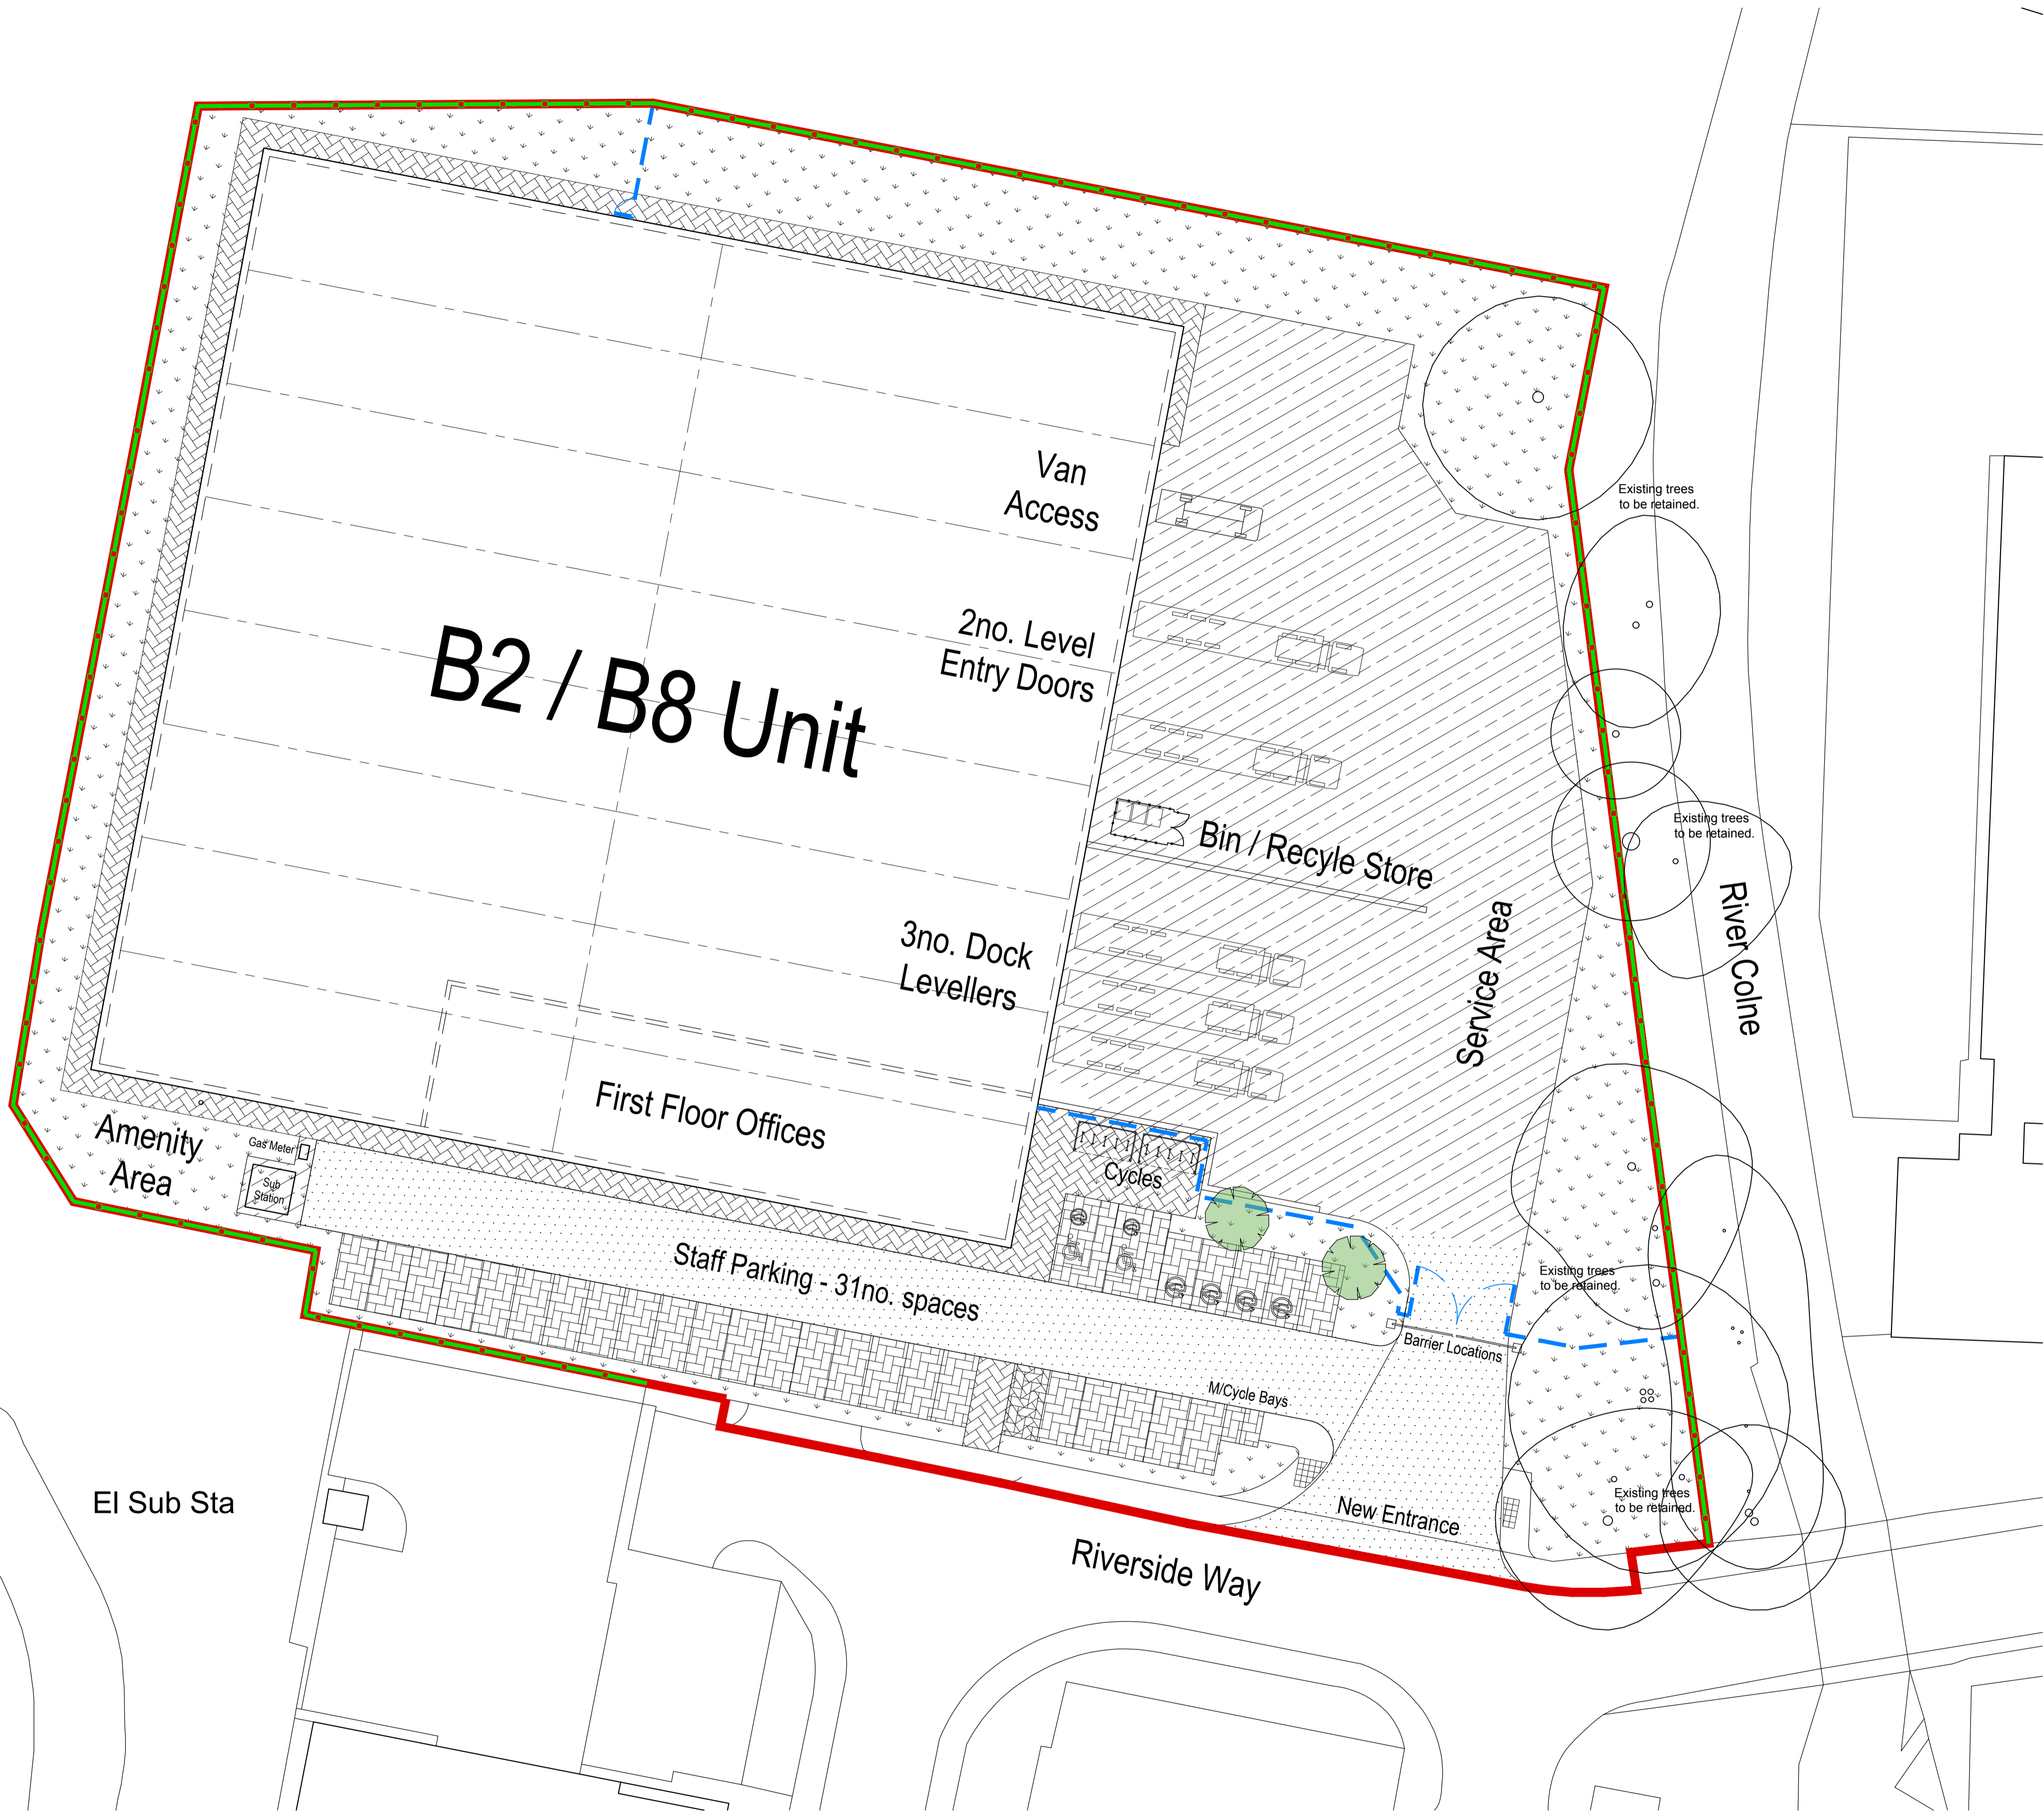 Van
Access
Existing trees
to be retained.
2no. Level
Entry Doors
B2 / B8 Unit
Bin / Recyle Store
Existing trees
to be retained.
River Colne
Service Area
3no. Dock
Levellers
First Floor Offices
Amenity
Area
Gas Meter
Sub
Station
Cycles
Staff Parking - 31no. spaces
Existing trees
to be retained.
Barrier Locations
M/Cycle Bays
El Sub Sta
New Entrance
Existing trees
to be retained.
Riverside Way